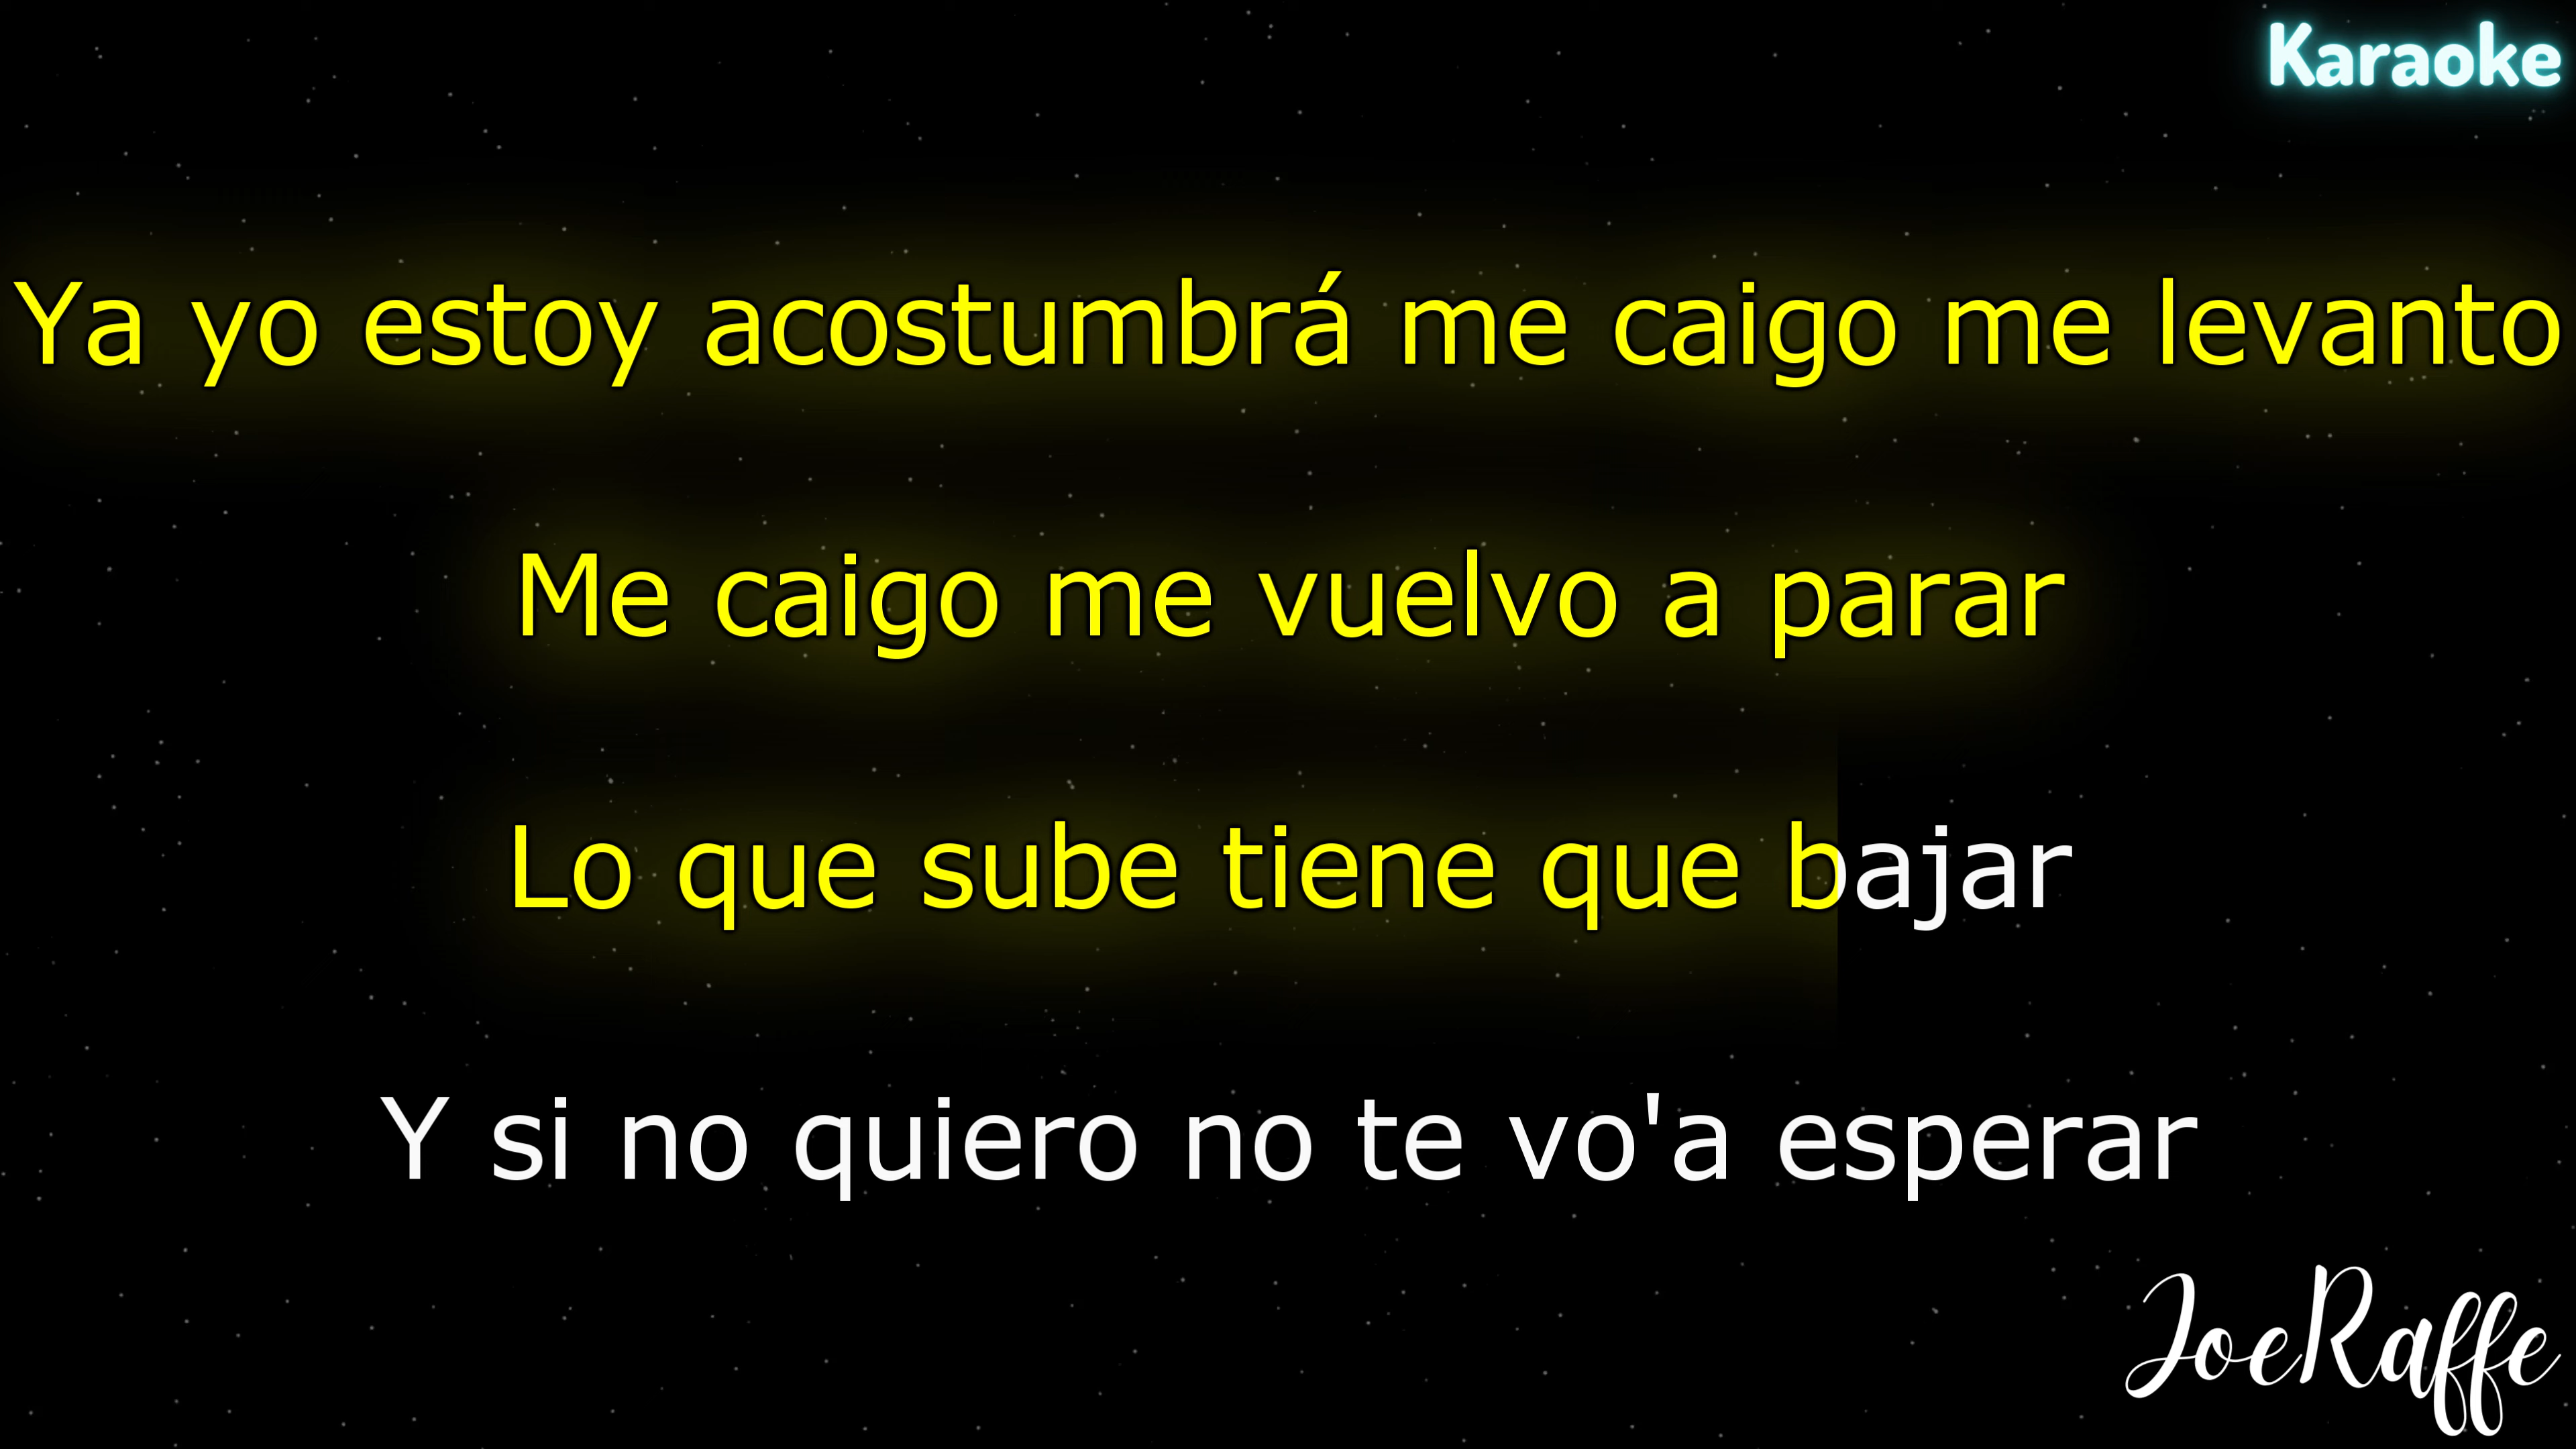 Karaoke
Ya yo estoy acostumbrá me caigo me levanto
Me caigo me vuelvo a parar
Lo que sube tiene que bajar
Y si no quiero no te vo'a esperar
JoeRaffe